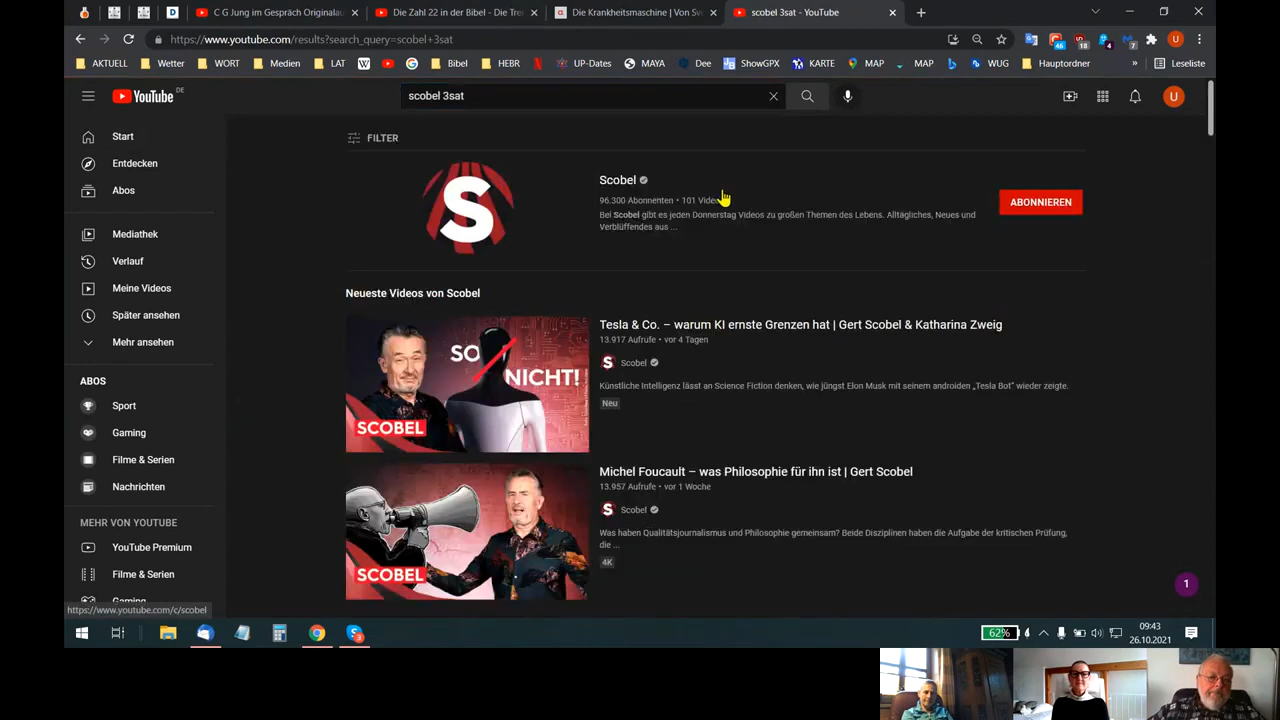 C G Jung im Gespräch Originalau
Die Zahl 22 in der Bibel - Die Tre
Die Krankheitsmaschine | Von Sv
scobel 3sat - YouTube
https://www.youtube.com/results?search_query=scobel+3sat
46
18
4
7
U
AKTUELL
Wetter
WORT
Medien
LAT
W
Bibel
HEBR
UP-Dates
MAYA
Dee
ShowGPX
KARTE
MAP
MAP
WUG
Hauptordner
»
Leseliste
YouTube DE
scobel 3sat
U
Start
Entdecken
Abos
Mediathek
Verlauf
Meine Videos
Später ansehen
Mehr ansehen
ABOS
Sport
Gaming
Filme & Serien
Nachrichten
MEHR VON YOUTUBE
YouTube Premium
Filme & Serien
Gaming
https://www.youtube.com/c/scobel
FILTER
S
Scobel
96.300 Abonnenten • 101 Vide
Bei Scobel gibt es jeden Donnerstag Videos zu großen Themen des Lebens. Alltägliches, Neues und
Verblüffendes aus ...
ABONNIEREN
Neueste Videos von Scobel
SO
NICHT!
SCOBEL
Tesla & Co. – warum KI ernste Grenzen hat | Gert Scobel & Katharina Zweig
13.917 Aufrufe • vor 4 Tagen
S Scobel
Künstliche Intelligenz lässt an Science Fiction denken, wie jüngst Elon Musk mit seinem androiden „Tesla Bot“ wieder zeigte.
Neu
SCOBEL
Michel Foucault – was Philosophie für ihn ist | Gert Scobel
13.957 Aufrufe • vor 1 Woche
S Scobel
Was haben Qualitätsjournalismus und Philosophie gemeinsam? Beide Disziplinen haben die Aufgabe der kritischen Prüfung,
die ...
4K
1
3
62%
09:43
26.10.2021